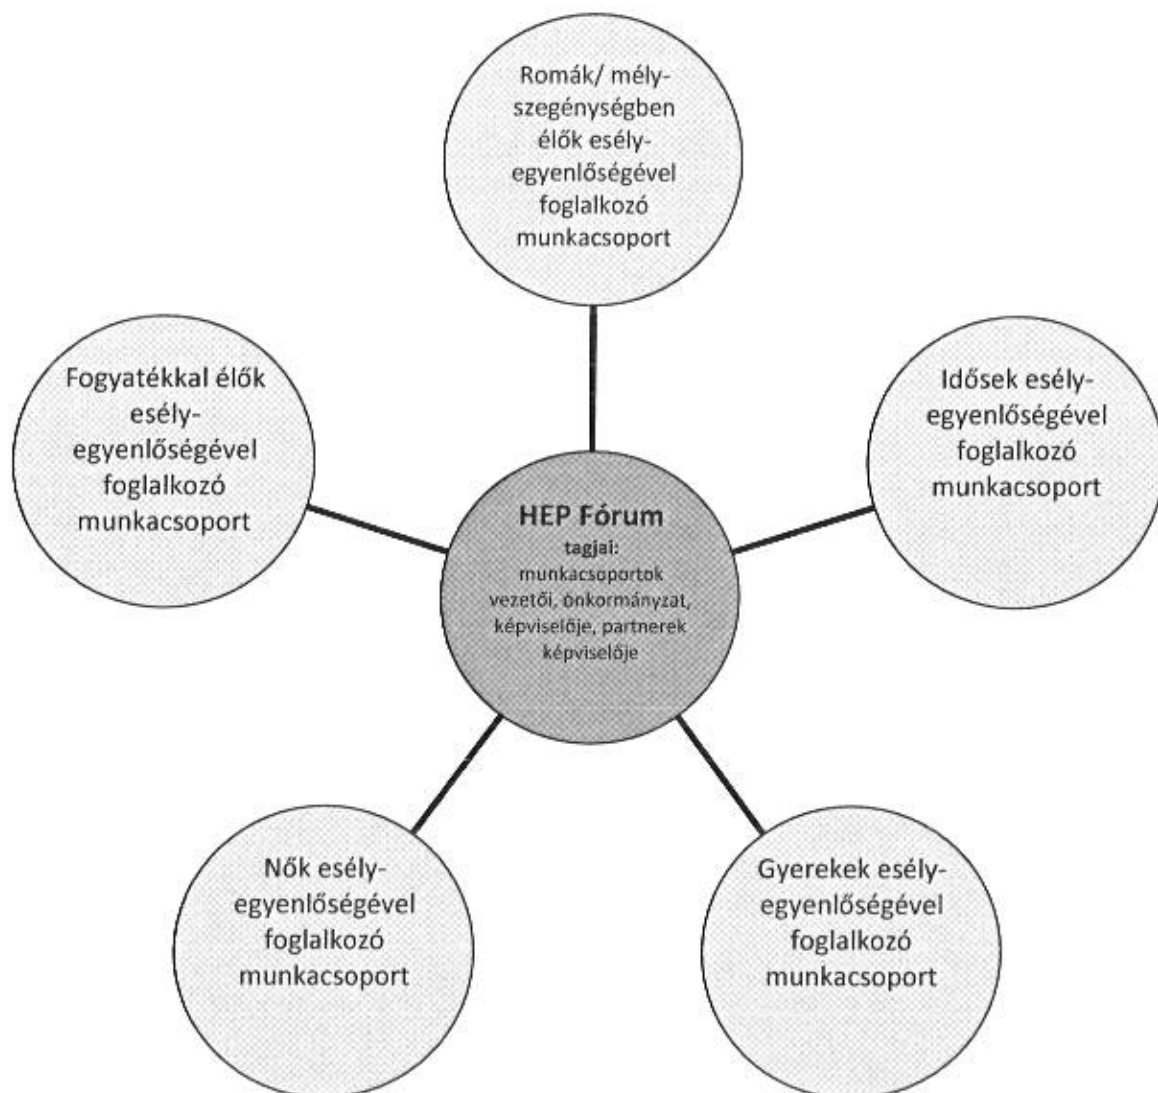 Romák/ mély-
szegénységben
élők esély-
egyenlőségével
foglalkozó
munkacsoport
Fogyatékkal élők
esély-
egyenlőségével
foglalkozó
munkacsoport
Idősek esély-
egyenlőségével
foglalkozó
munkacsoport
HEP Fórum
tagjai:
munkacsoportok
vezetői, önkormányzat,
képviselője, partnerek
képviselője
Nők esély-
egyenlőségével
foglalkozó
munkacsoport
Gyerekek esély-
egyenlőségével
foglalkozó
munkacsoport